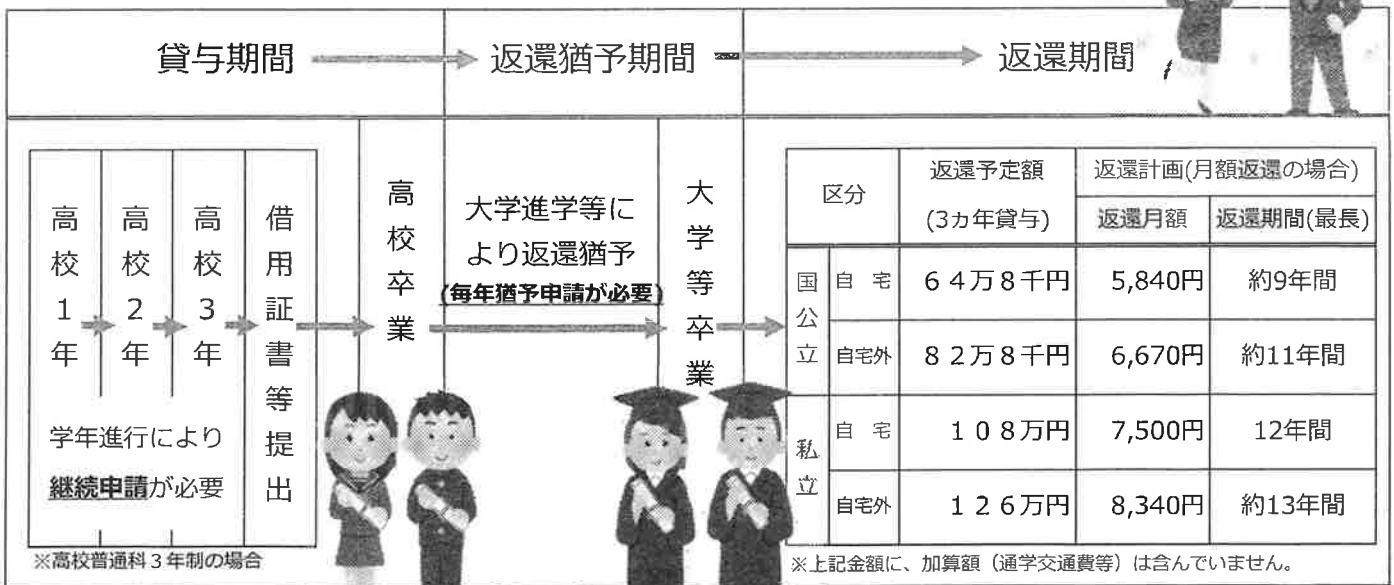 貸与期間
返還猶予期間
返還期間
高校1年
高校2年
高校3年
借用証書等提出
学年進行により
継続申請が必要
※高校普通科３年制の場合
高校卒業
大学進学等に
より返還猶予
(毎年猶予申請が必要)
大学等卒業
区分
返還予定額
(3ヵ年貸与)
返還計画(月額返還の場合)
返還月額
返還期間(最長)
国公立
自　宅
６４万８千円
5,840円
約9年間
自宅外
８２万８千円
6,670円
約11年間
私立
自　宅
１０８万円
7,500円
12年間
自宅外
１２６万円
8,340円
約13年間
※上記金額に、加算額（通学交通費等）は含んでいません。